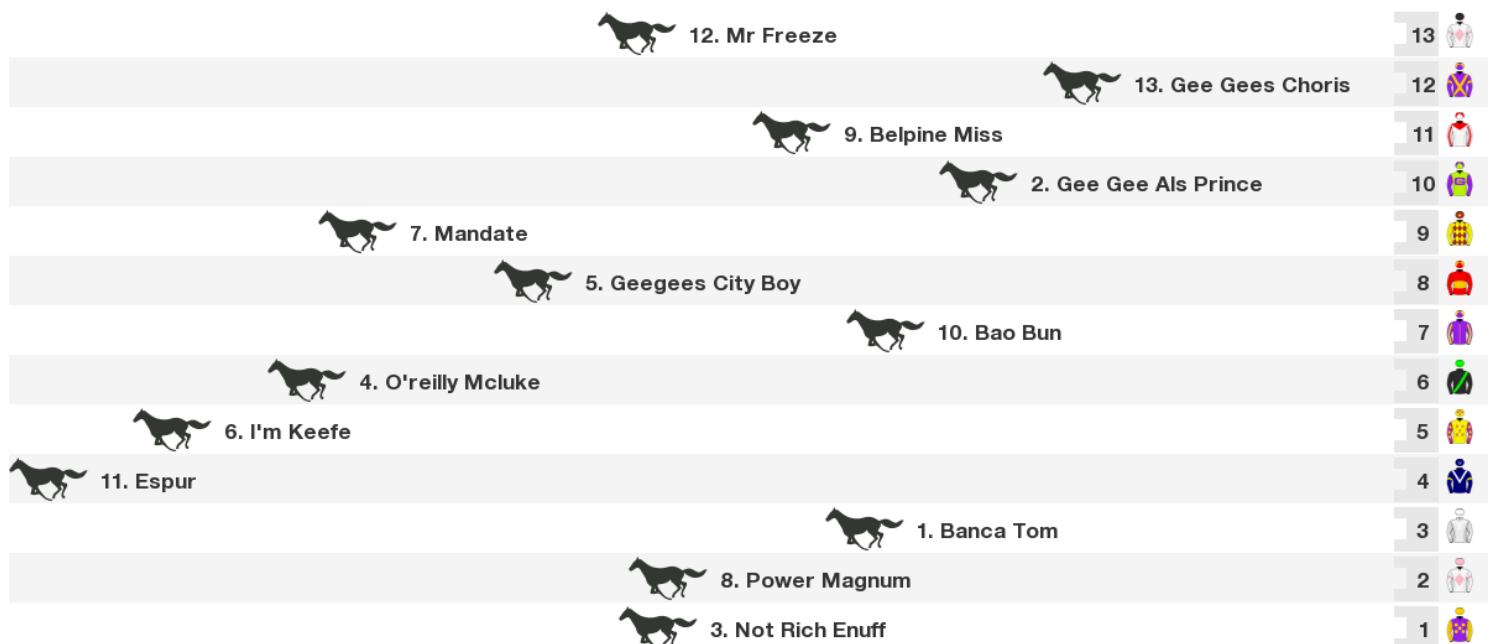 12. Mr Freeze 13
13. Gee Gees Choris 12
9. Belpine Miss 11
2. Gee Gee Als Prince 10
7. Mandate 9
5. Geegees City Boy 8
10. Bao Bun 7
4. O'reilly Mcluke 6
6. I'm Keefe 5
11. Espur 4
1. Banca Tom 3
8. Power Magnum 2
3. Not Rich Enuff 1